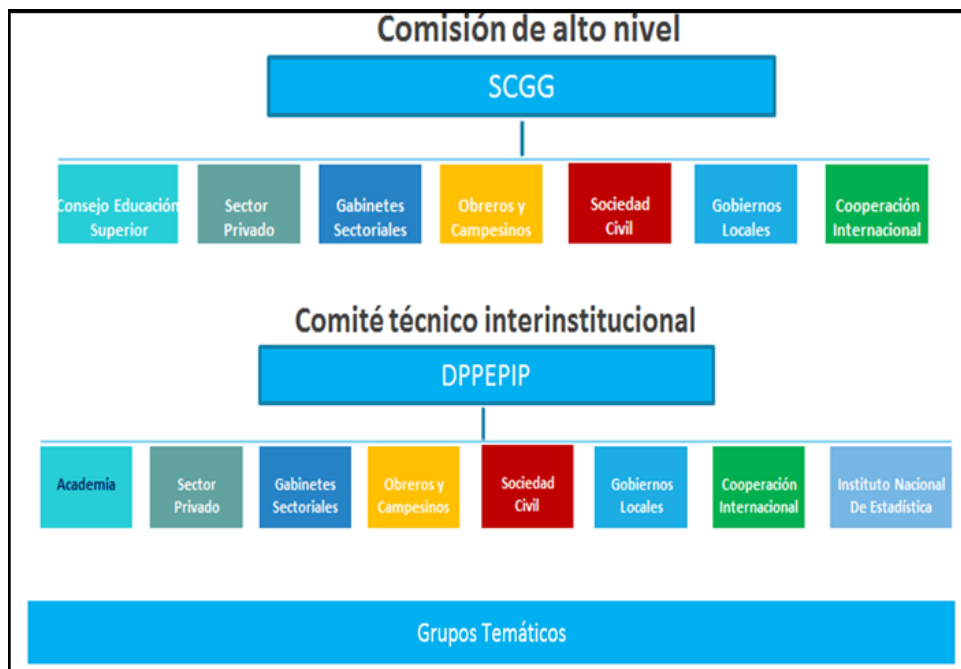 Comisión de alto nivel
SCGG
Consejo Educación
Superior
Sector
Privado
Gabinetes
Sectoriales
Obreros y
Campesinos
Sociedad
Civil
Gobiernos
Locales
Cooperación
Internacional
Comité técnico interinstitucional
DPPEPIP
Academia
Sector
Privado
Gabinetes
Sectoriales
Obreros y
Campesinos
Sociedad
Civil
Gobiernos
Locales
Cooperación
Internacional
Instituto Nacional
De Estadística
Grupos Temáticos